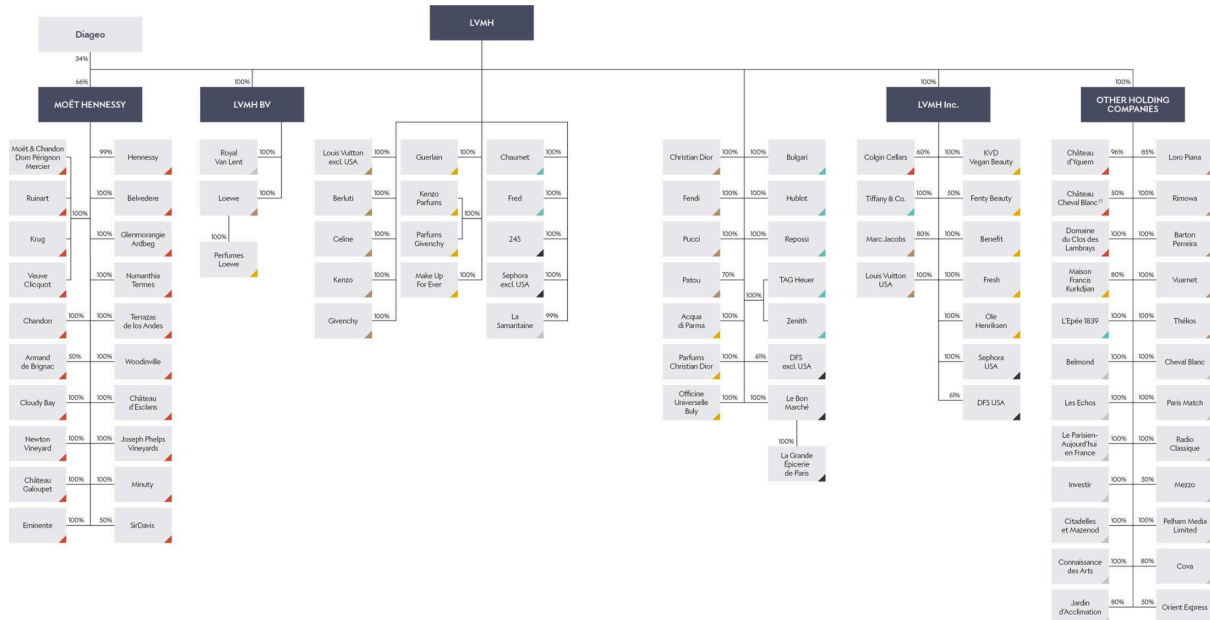 Diageo
LVMH
34%
66%
100%
100%
100%
MOËT HENNESSY
LVMH BV
LVMH Inc.
OTHER HOLDING
COMPANIES
Moët & Chandon
Dom Pérignon
Mercier
Ruinart
Krug
Veuve
Clicquot
100%
Chandon
100%
Armand
de Brignac
50%
Cloudy Bay
100%
Newton
Vineyard
100%
Château
Galoupet
100%
Eminente
100%
99%
Hennessy
100%
Belvedere
100%
Glenmorangie
Ardbeg
100%
Numanthia
Termes
100%
Terrazas
de los Andes
100%
Woodinville
100%
Château
d'Esclans
100%
Joseph Phelps
Vineyards
100%
Minuty
50%
SirDavis
Royal
Van Lent
100%
Loewe
100%
100%
Perfumes
Loewe
Louis Vuitton
excl. USA
100%
Berluti
100%
Celine
100%
Kenzo
100%
Givenchy
100%
Guerlain
100%
Kenzo
Parfums
Parfums
Givenchy
100%
Make Up
For Ever
100%
Chaumet
100%
Fred
100%
24S
100%
Sephora
excl. USA
100%
La
Samaritaine
99%
Christian Dior
100%
Fendi
100%
Pucci
100%
Patou
70%
Acqua
di Parma
100%
Parfums
Christian Dior
100%
Officine
Universelle
Buly
100%
100%
Bulgari
100%
Hublot
100%
Repossi
100%
TAG Heuer
Zenith
61%
DFS
excl. USA
100%
Le Bon
Marché
100%
La Grande
Épicerie
de Paris
Colgin Cellars
60%
Tiffany & Co.
100%
Marc Jacobs
80%
Louis Vuitton
USA
100%
100%
KVD
Vegan Beauty
50%
Fenty Beauty
100%
Benefit
100%
Fresh
100%
Ole
Henriksen
100%
Sephora
USA
61%
DFS USA
Château
d'Yquem
96%
Château
Cheval Blanc
50%
Domaine
du Clos des
Lambrays
100%
Maison
Francis
Kurkdjian
80%
L'Epée 1839
100%
Belmond
100%
Les Echos
100%
Le Parisien-
Aujourd'hui
en France
100%
Investir
100%
Citadelles
et Mazenod
100%
Connaissance
des Arts
100%
Jardin
d'Acclimation
80%
85%
Loro Piana
100%
Rimowa
100%
Barton
Perreira
100%
Vuarnet
100%
Thélios
100%
Cheval Blanc
100%
Paris Match
100%
Radio
Classique
50%
Mezzo
100%
Pelham Media
Limited
80%
Cova
50%
Orient Express